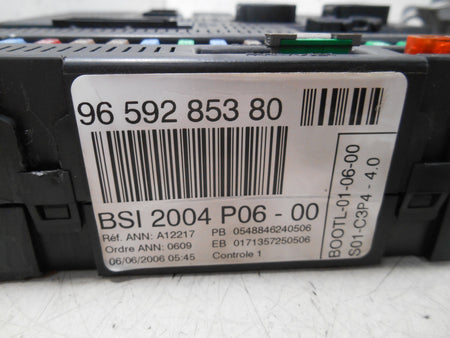 96 592 853 80
BSI 2004 P06 - 00
Réf. ANN: A12217 PB 0548846240506
Ordre ANN: 0609 EB 0171357250506
06/06/2006 05:45 Controle 1
BOOTL-01-06-00
S01-C3P4 - 4.0